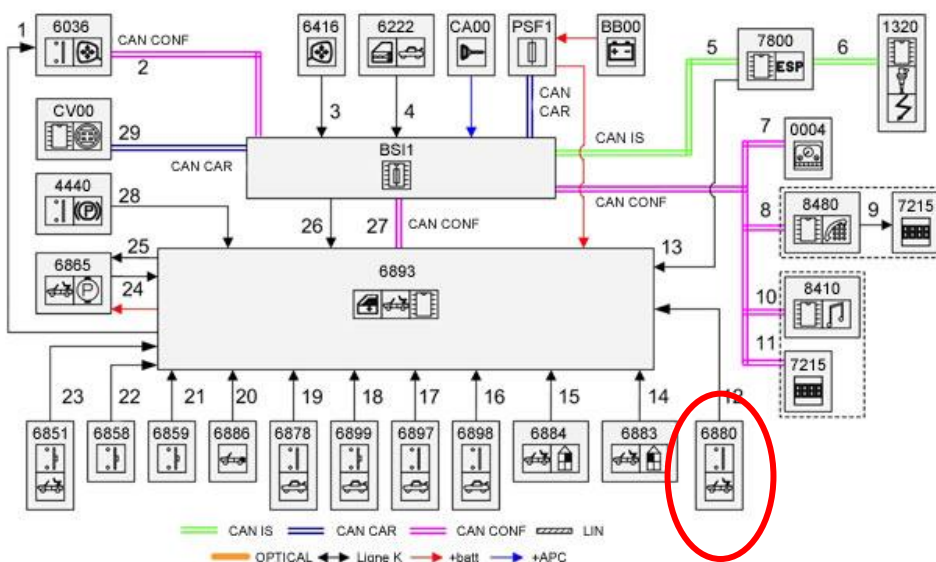 1 6036 CAN CONF 2
6416 6222 CA00 PSF1 BB00
5 7800 ESP 6 1320
CV00 29 CAN CAR
3 4 CAN CAR
BSI1
CAN IS
CAN CONF
7 0004
4440 P 28
26 27 CAN CONF
8 8480 9 7215
25 6865 P 24
6893
13
10 8410
11 7215
23 22 21 20 19 18 17 16 15 14 12
6851 6858 6859 6886 6878 6899 6897 6898 6884 6883 6880
CAN IS CAN CAR CAN CONF LIN
OPTICAL Ligne K +batt +APC